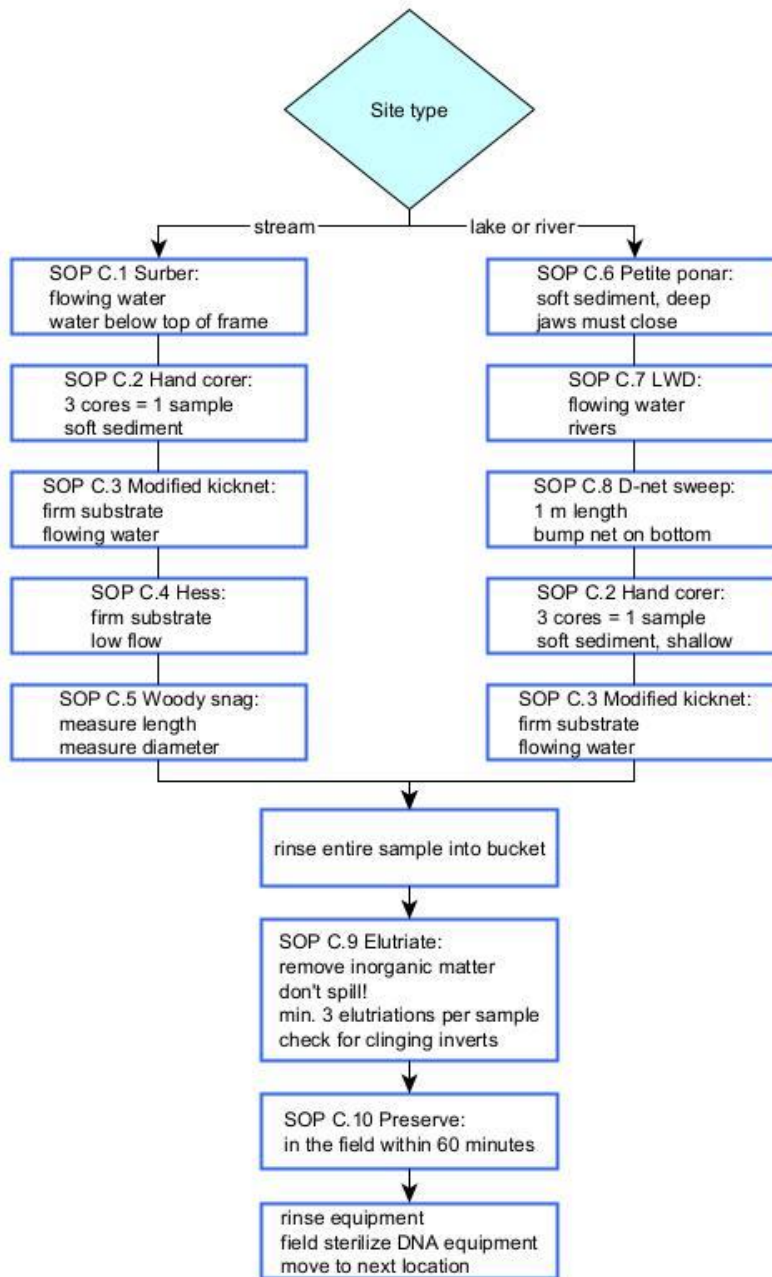 Site type
stream
lake or river
SOP C.1 Surber:
flowing water
water below top of frame
SOP C.2 Hand corer:
3 cores = 1 sample
soft sediment
SOP C.3 Modified kicknet:
firm substrate
flowing water
SOP C.4 Hess:
firm substrate
low flow
SOP C.5 Woody snag:
measure length
measure diameter
SOP C.6 Petite ponar:
soft sediment, deep
jaws must close
SOP C.7 LWD:
flowing water
rivers
SOP C.8 D-net sweep:
1 m length
bump net on bottom
SOP C.2 Hand corer:
3 cores = 1 sample
soft sediment, shallow
SOP C.3 Modified kicknet:
firm substrate
flowing water
rinse entire sample into bucket
SOP C.9 Elutriate:
remove inorganic matter
don't spill!
min. 3 elutriations per sample
check for clinging inverts
SOP C.10 Preserve:
in the field within 60 minutes
rinse equipment
field sterilize DNA equipment
move to next location